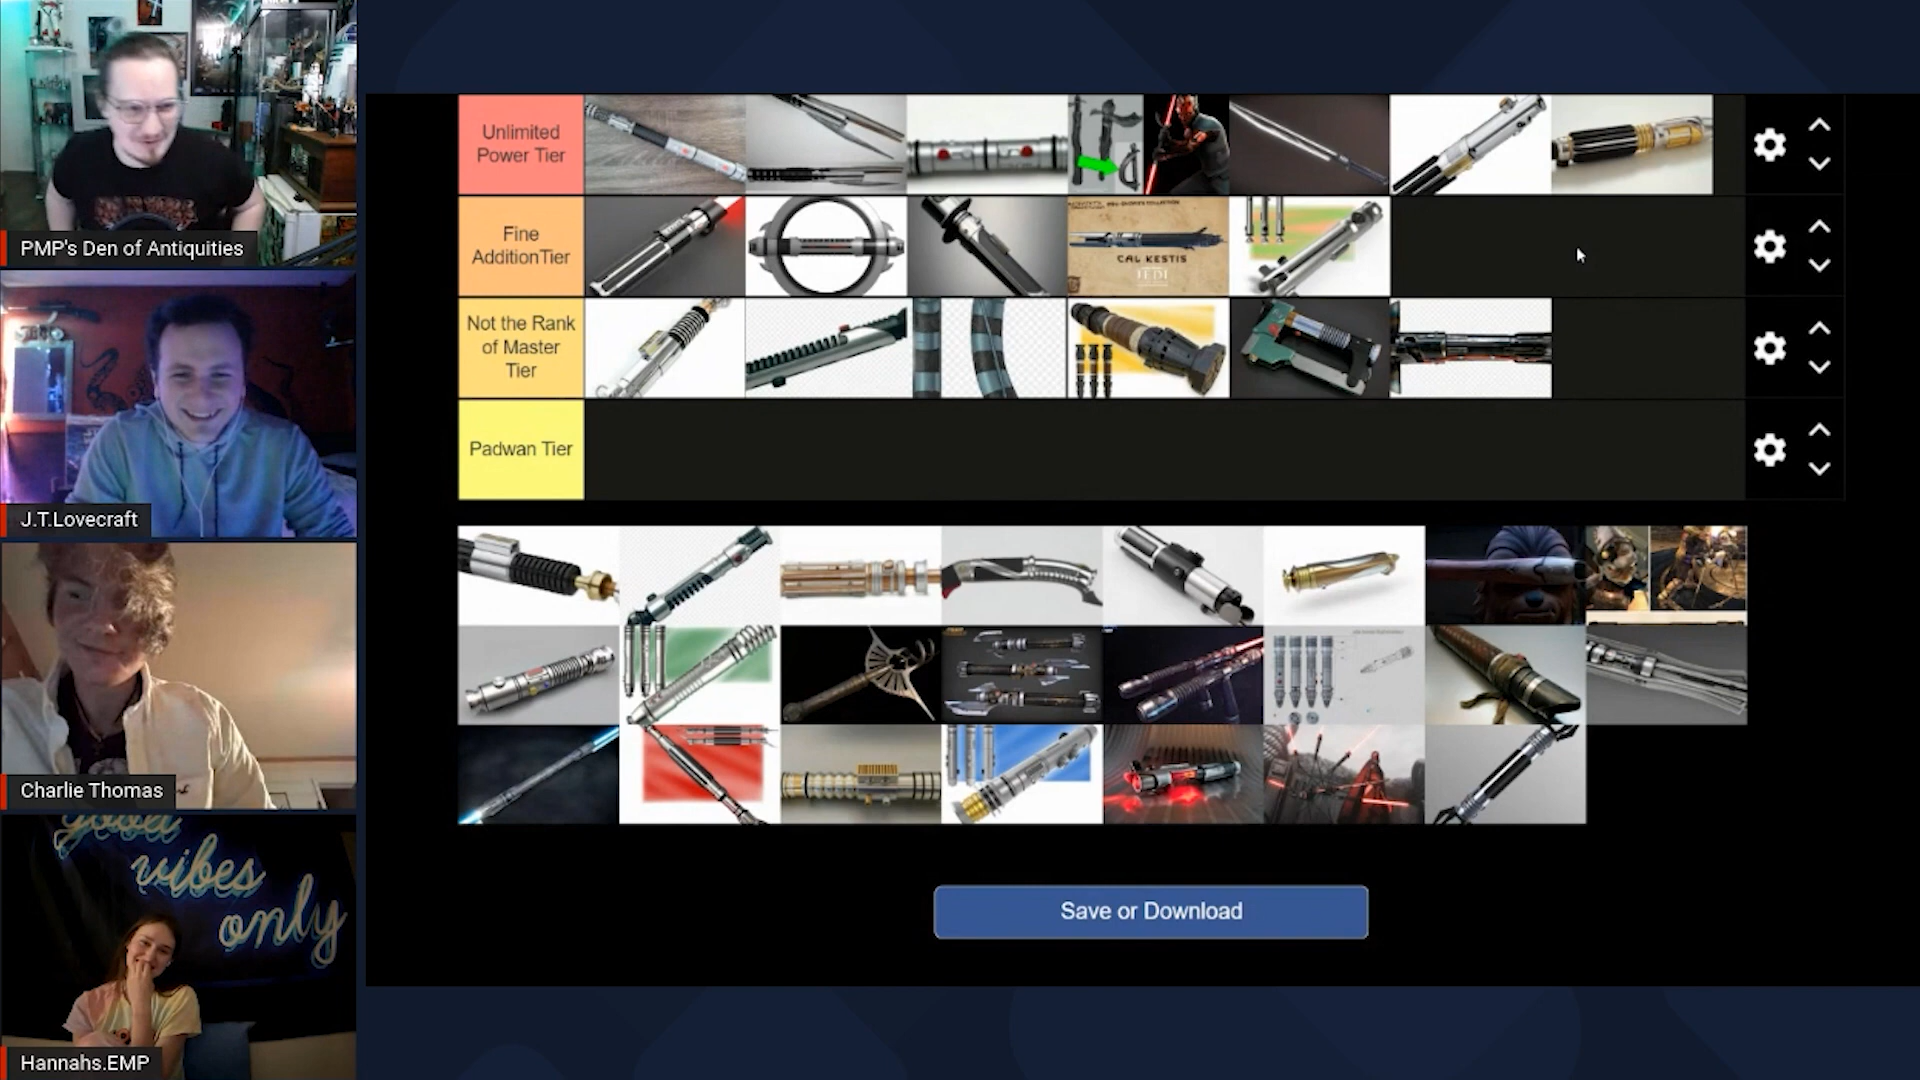 PMP's Den of Antiquities
J.T.Lovecraft
Charlie Thomas
good
vibes
only
Hannahs.EMP
Unlimited
Power Tier
Fine
AdditionTier
CAL KESTIS
JEDI
Not the Rank
of Master
Tier
Padwan Tier
Save or Download